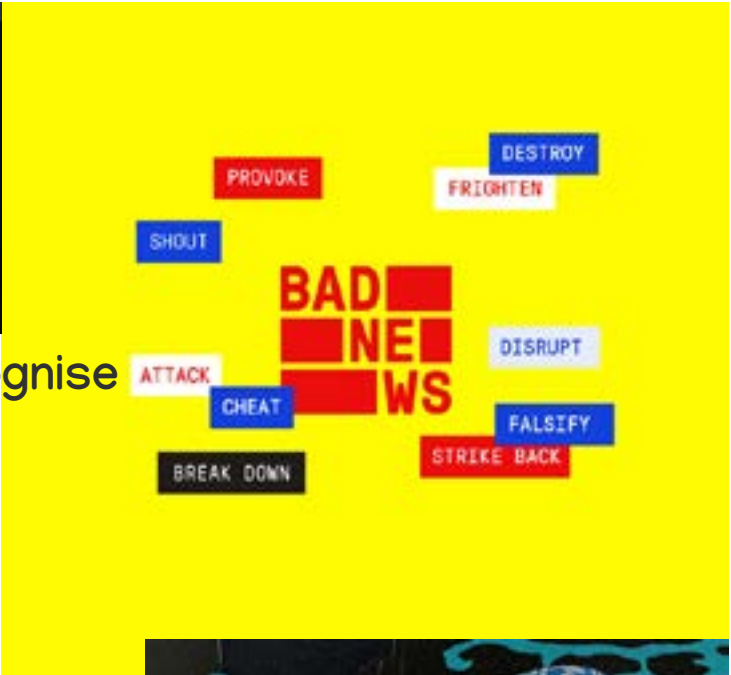 DESTROY
PROVOKE
FRIGHTEN
SHOUT
BAD
NE
WS
DISRUPT
gnise
ATTACK
CHEAT
FALSIFY
STRIKE BACK
BREAK DOWN